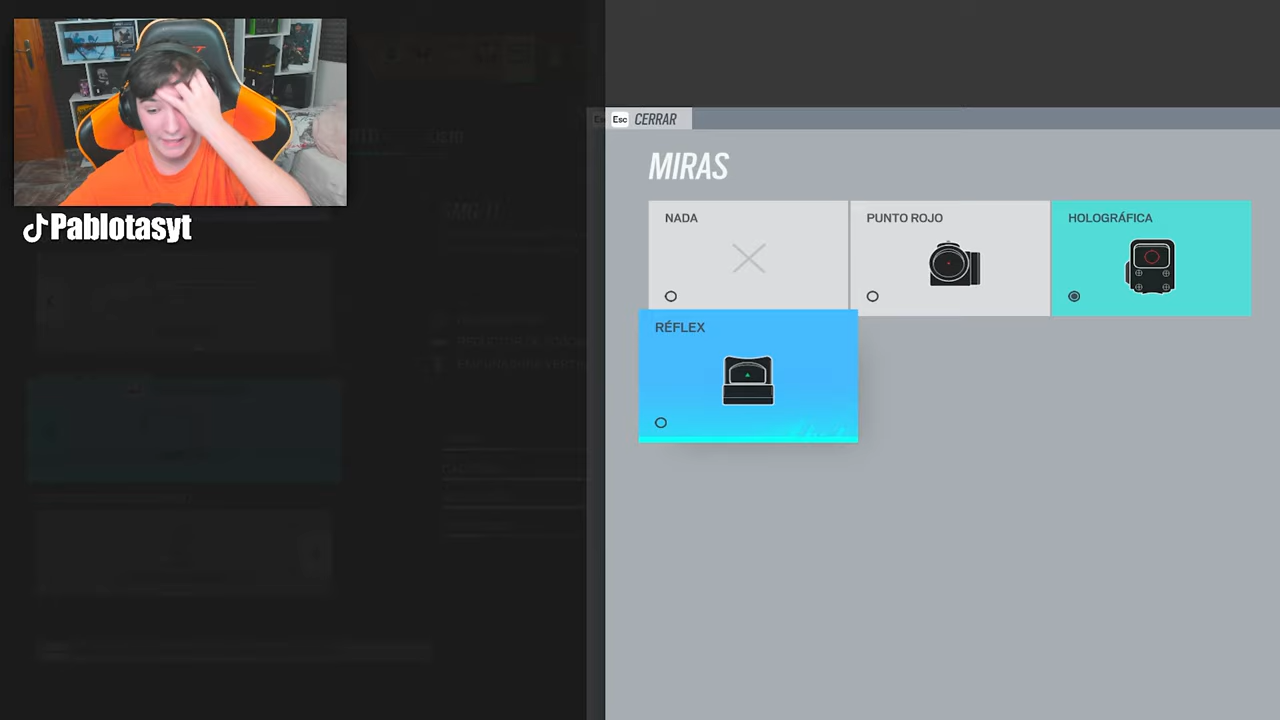 Pablotasyt
Esc CERRAR
MIRAS
NADA
PUNTO ROJO
HOLOGRÁFICA
RÉFLEX